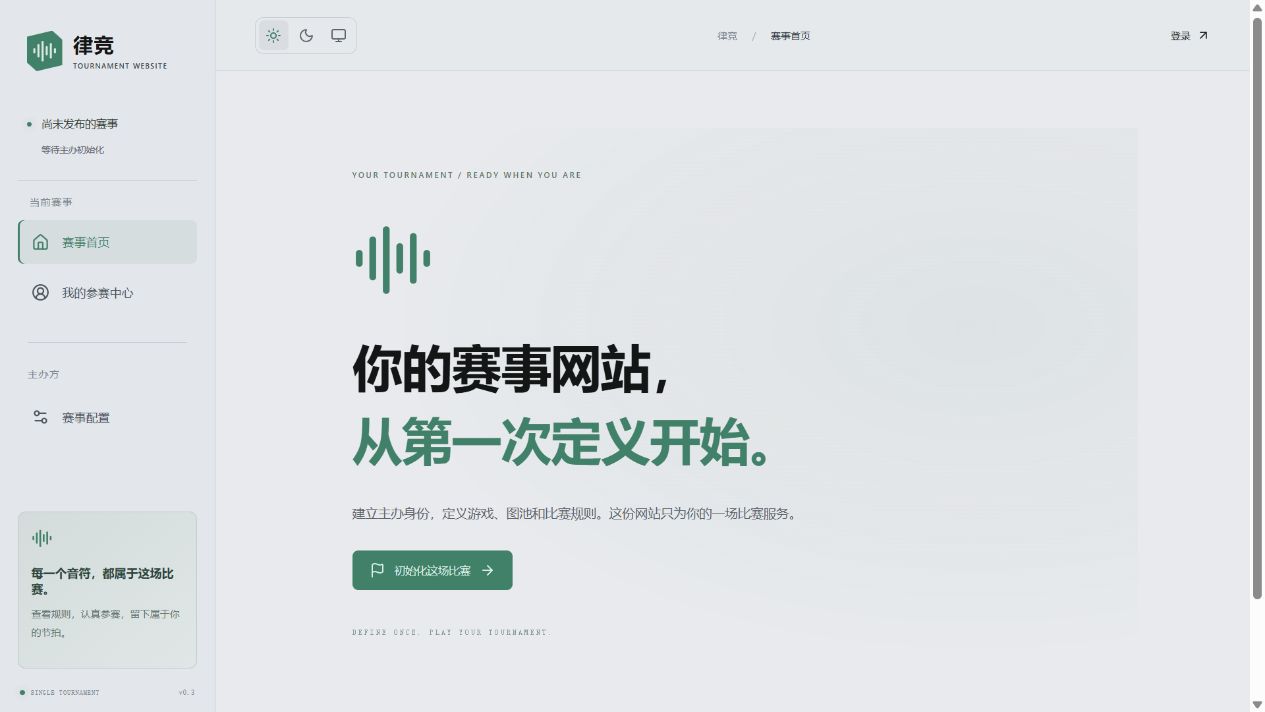 律竞
TOURNAMENT WEBSITE
尚未发布的赛事
等待主办初始化
当前赛事
赛事首页
我的参赛中心
主办方
赛事配置
每一个音符，都属于这场比
赛。
查看规则，认真参赛，留下属于你
的节拍。
SINGLE TOURNAMENT
v0.3
律竞 / 赛事首页
登录
YOUR TOURNAMENT / READY WHEN YOU ARE
你的赛事网站，
从第一次定义开始。
建立主办身份，定义游戏、图池和比赛规则。这份网站只为你的一场比赛服务。
初始化这场比赛
DEFINE ONCE. PLAY YOUR TOURNAMENT.